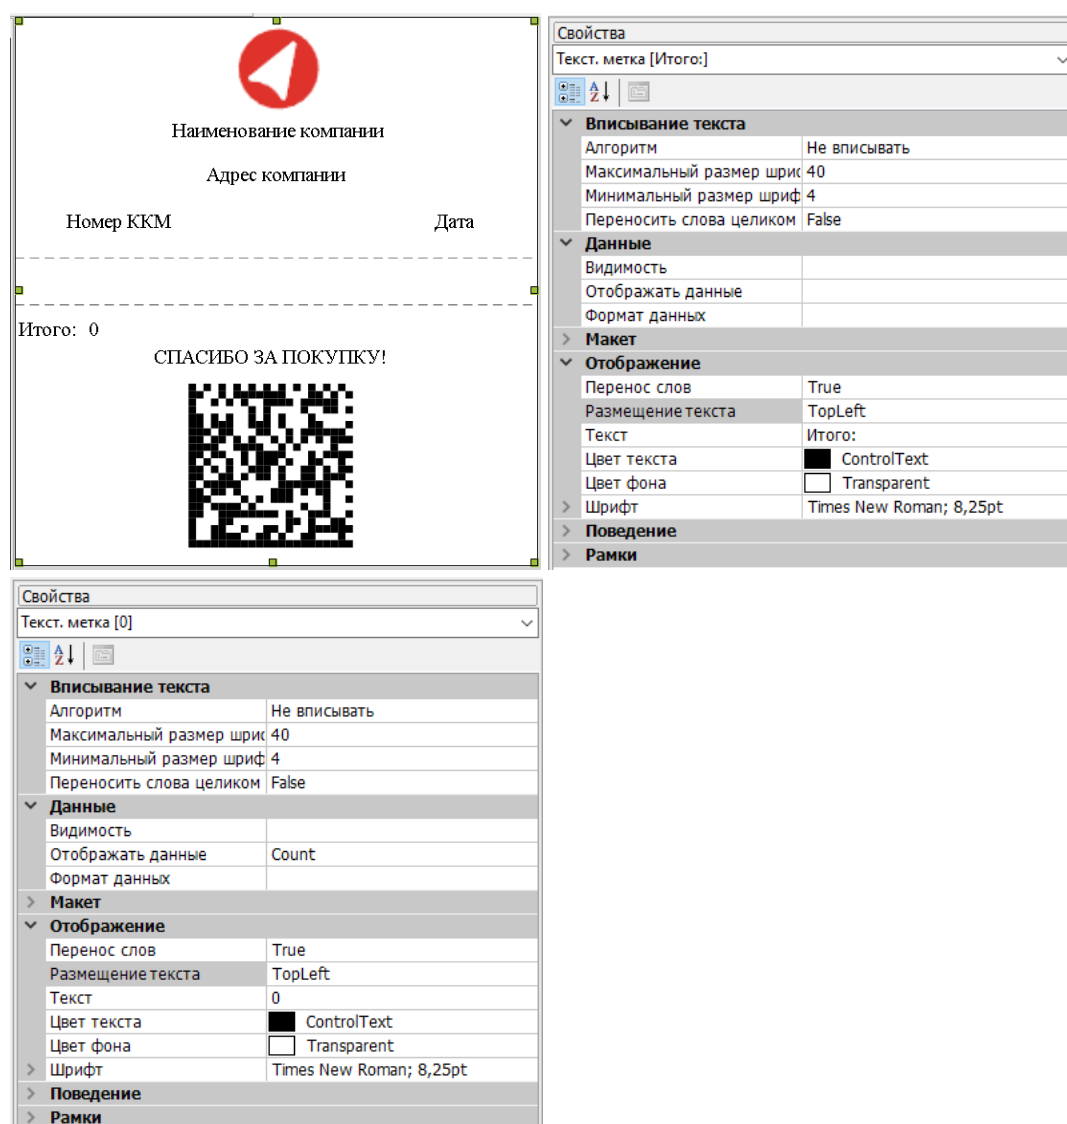 Наименование компании
Адрес компании
Номер ККМ Дата
Итого: 0
СПАСИБО ЗА ПОКУПКУ!
Свойства
Текст. метка [Итого:]
Вписывание текста
Алгоритм Не вписывать
Максимальный размер шрис 40
Минимальный размер шриф 4
Переносить слова целиком False
Данные
Видимость
Отображать данные
Формат данных
Макет
Отображение
Перенос слов True
Размещение текста TopLeft
Текст Итого:
Цвет текста ControlText
Цвет фона Transparent
Шрифт Times New Roman; 8,25pt
Поведение
Рамки
Свойства
Текст. метка [0]
Вписывание текста
Алгоритм Не вписывать
Максимальный размер шрис 40
Минимальный размер шриф 4
Переносить слова целиком False
Данные
Видимость
Отображать данные Count
Формат данных
Макет
Отображение
Перенос слов True
Размещение текста TopLeft
Текст 0
Цвет текста ControlText
Цвет фона Transparent
Шрифт Times New Roman; 8,25pt
Поведение
Рамки